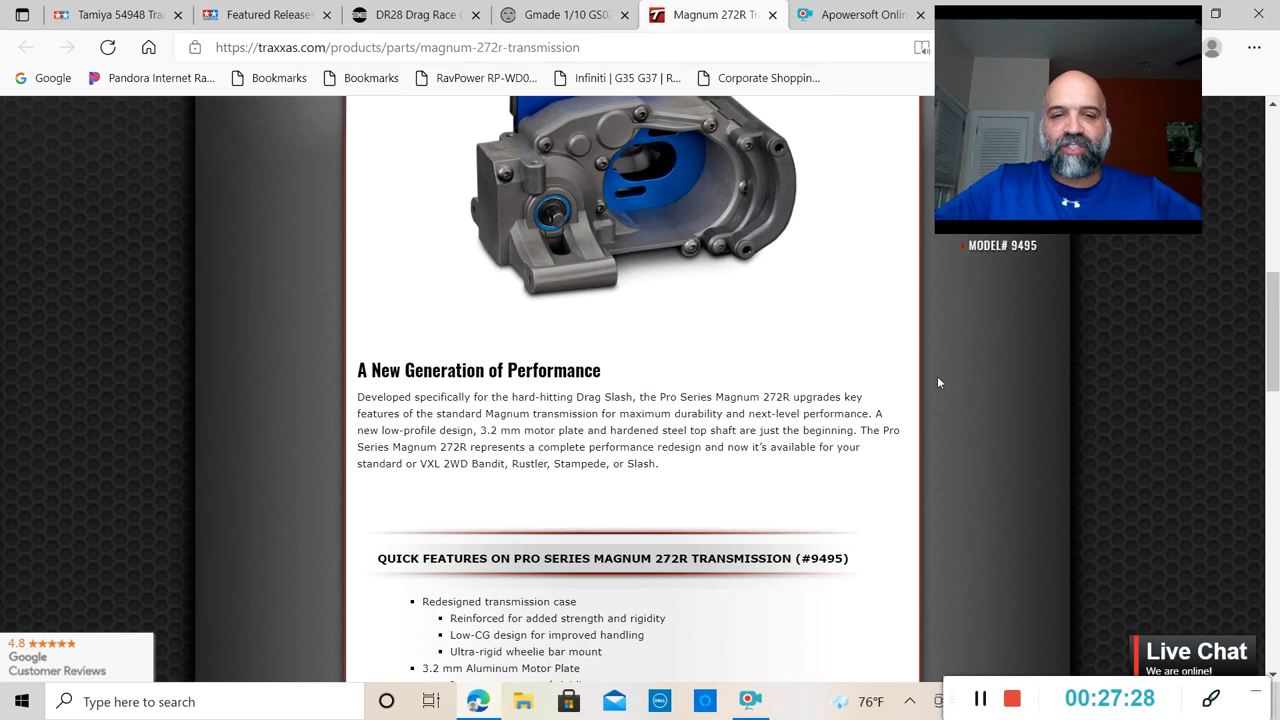 Tamiya 54948 Trac
Featured Releases
DR28 Drag Race C
Gmade 1/10 GS02
Magnum 272R Tr
Apowersoft Online
https://traxxas.com/products/parts/magnum-272r-transmission
Google
Pandora Internet Ra...
Bookmarks
Bookmarks
RavPower RP-WD0...
Infiniti | G35 G37 | R...
Corporate Shoppin...
MODEL# 9495
A New Generation of Performance
Developed specifically for the hard-hitting Drag Slash, the Pro Series Magnum 272R upgrades key
features of the standard Magnum transmission for maximum durability and next-level performance. A
new low-profile design, 3.2 mm motor plate and hardened steel top shaft are just the beginning. The Pro
Series Magnum 272R represents a complete performance redesign and now it's available for your
standard or VXL 2WD Bandit, Rustler, Stampede, or Slash.
QUICK FEATURES ON PRO SERIES MAGNUM 272R TRANSMISSION (#9495)
Redesigned transmission case
Reinforced for added strength and rigidity
Low-CG design for improved handling
Ultra-rigid wheelie bar mount
3.2 mm Aluminum Motor Plate
4.8
Google
Customer Reviews
Live Chat
We are online!
Type here to search
DELL
76°F
00:27:28